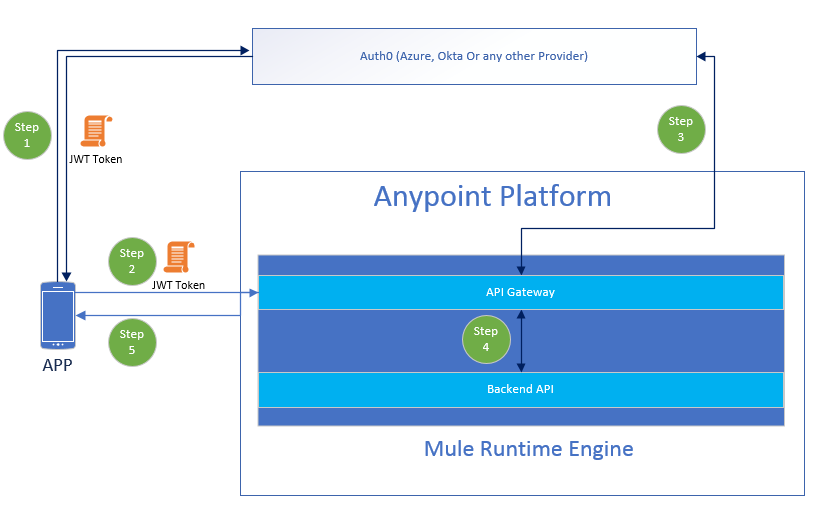 Auth0 (Azure, Okta Or any other Provider)
Step
1
JWT Token
Step
3
Anypoint Platform
Step
2
JWT Token
API Gateway
Step
4
Step
5
APP
Backend API
Mule Runtime Engine